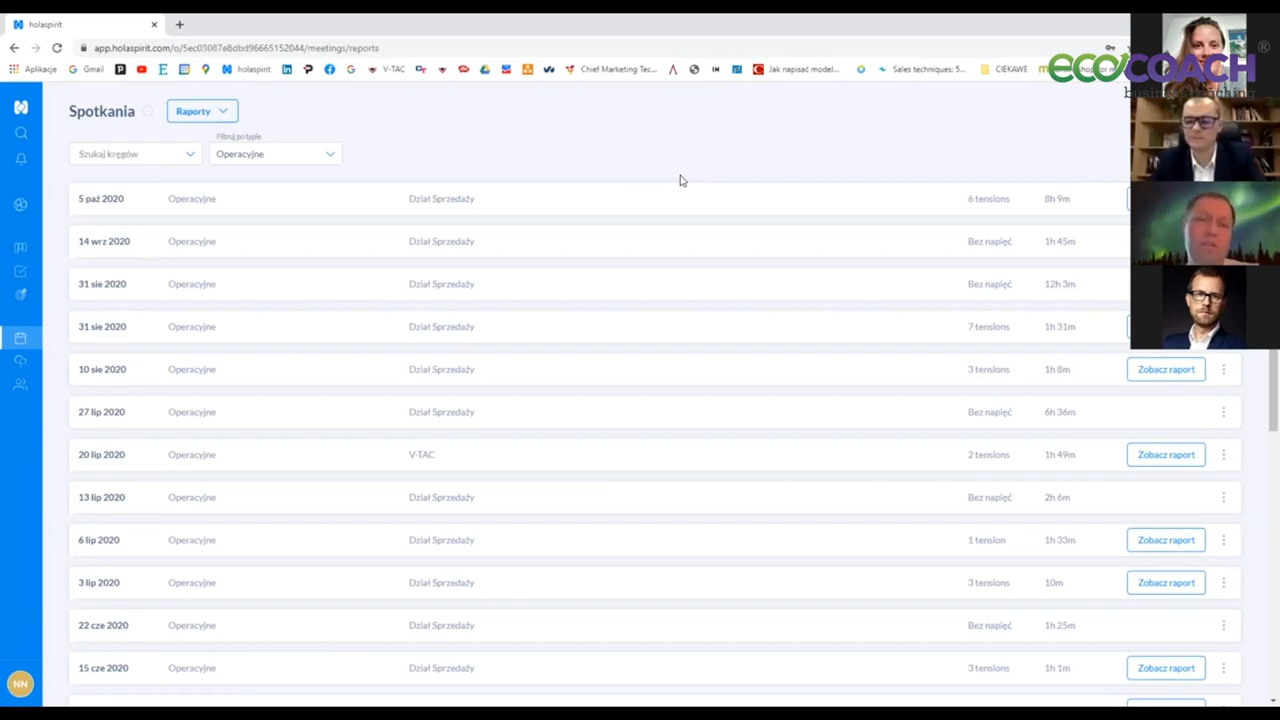 holaspirit
app.holaspirit.com/o/5ec03087e8dbd96665152044/meetings/reports
Aplikacje Gmail holaspirit V-TAC Chief Marketing Tec... Jak napisać model... Sales techniques: 5... CIEKAWE
ecocoach ®
business coaching
Spotkania Raporty
Filtruj po typie
Szukaj kręgów Operacyjne
5 paź 2020 Operacyjne Dział Sprzedaży 6 tensions 8h 9m
14 wrz 2020 Operacyjne Dział Sprzedaży Bez napięć 1h 45m
31 sie 2020 Operacyjne Dział Sprzedaży Bez napięć 12h 3m
31 sie 2020 Operacyjne Dział Sprzedaży 7 tensions 1h 31m
10 sie 2020 Operacyjne Dział Sprzedaży 3 tensions 1h 8m Zobacz raport
27 lip 2020 Operacyjne Dział Sprzedaży Bez napięć 6h 36m
20 lip 2020 Operacyjne V-TAC 2 tensions 1h 49m Zobacz raport
13 lip 2020 Operacyjne Dział Sprzedaży Bez napięć 2h 6m
6 lip 2020 Operacyjne Dział Sprzedaży 1 tension 1h 33m Zobacz raport
3 lip 2020 Operacyjne Dział Sprzedaży 3 tensions 10m Zobacz raport
22 cze 2020 Operacyjne Dział Sprzedaży Bez napięć 1h 25m
15 cze 2020 Operacyjne Dział Sprzedaży 3 tensions 1h 1m Zobacz raport
NN